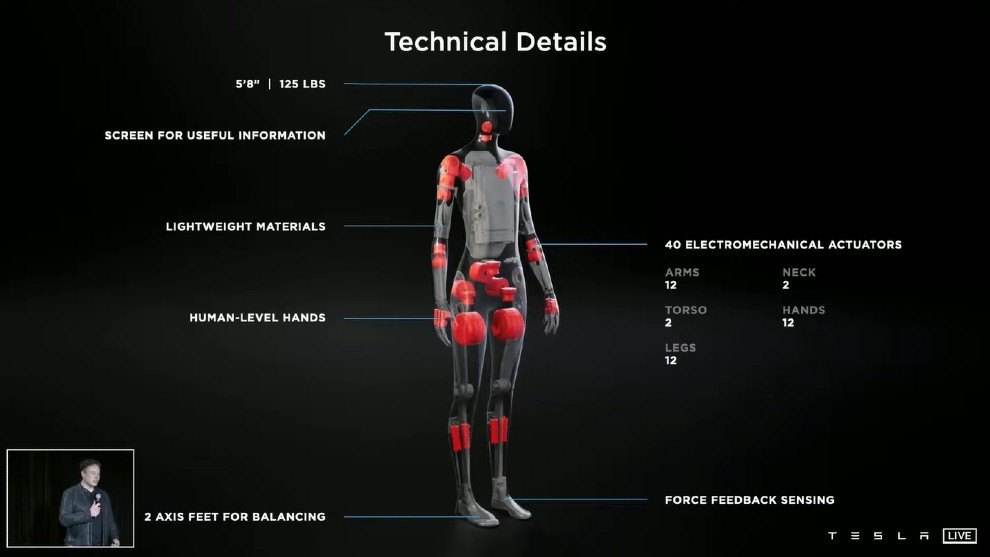 Technical Details
5'8" | 125 LBS
SCREEN FOR USEFUL INFORMATION
LIGHTWEIGHT MATERIALS
HUMAN-LEVEL HANDS
2 AXIS FEET FOR BALANCING
40 ELECTROMECHANICAL ACTUATORS
ARMS NECK
12 2
TORSO HANDS
2 12
LEGS
12
FORCE FEEDBACK SENSING
TESLA LIVE